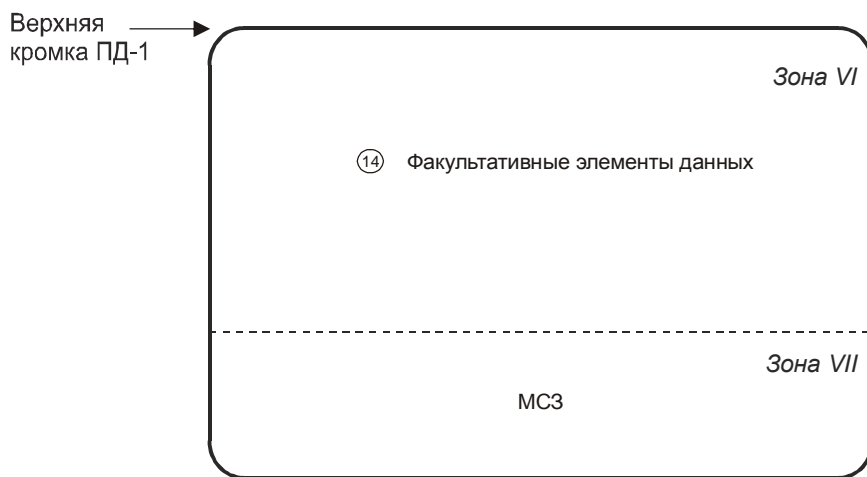 Верхняя
кромка ПД-1
Зона VI
14 Факультативные элементы данных
Зона VII
МСЗ